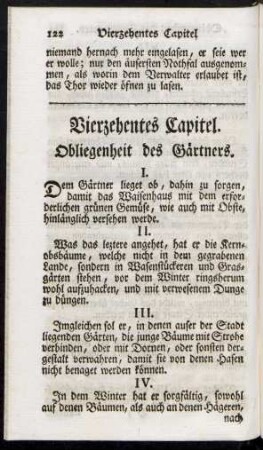 122 Vierzehentes Capitel
niemand hernach mehr eingelasen, er seie wer
er wolle; nur den äusersten Nothfal ausgenom-
men, als worin dem Verwalter erlaubet ist,
das Thor wieder öfnen zu lasen.
Vierzehentes Capitel.
Obliegenheit des Gärtners.
I.
Dem Gärtner lieget ob, dahin zu sorgen,
damit das Waisenhaus mit dem erfor-
derlichen grünen Gemüse, wie auch mit Obste,
hinlänglich versehen werde.
II.
Was das leztere angehet, hat er die Kern-
obsbäume, welche nicht in dem gegrabenen
Lande, sondern in Wasenstückeren und Gras-
gärten stehen, vor dem Winter ringsherum
wohl aufzuhacken, und mit verwesenem Dunge
zu düngen.
III.
Imgleichen sol er, in denen auser der Stadt
liegenden Gärten, die junge Bäume mit Strohe
verbinden, oder mit Dornen, oder sonsten der-
gestalt verwahren, damit sie von denen Hasen
nicht benaget werden können.
IV.
In dem Winter hat er sorgfältig, sowohl
auf denen Bäumen, als auch an denen Hägeren,
nach